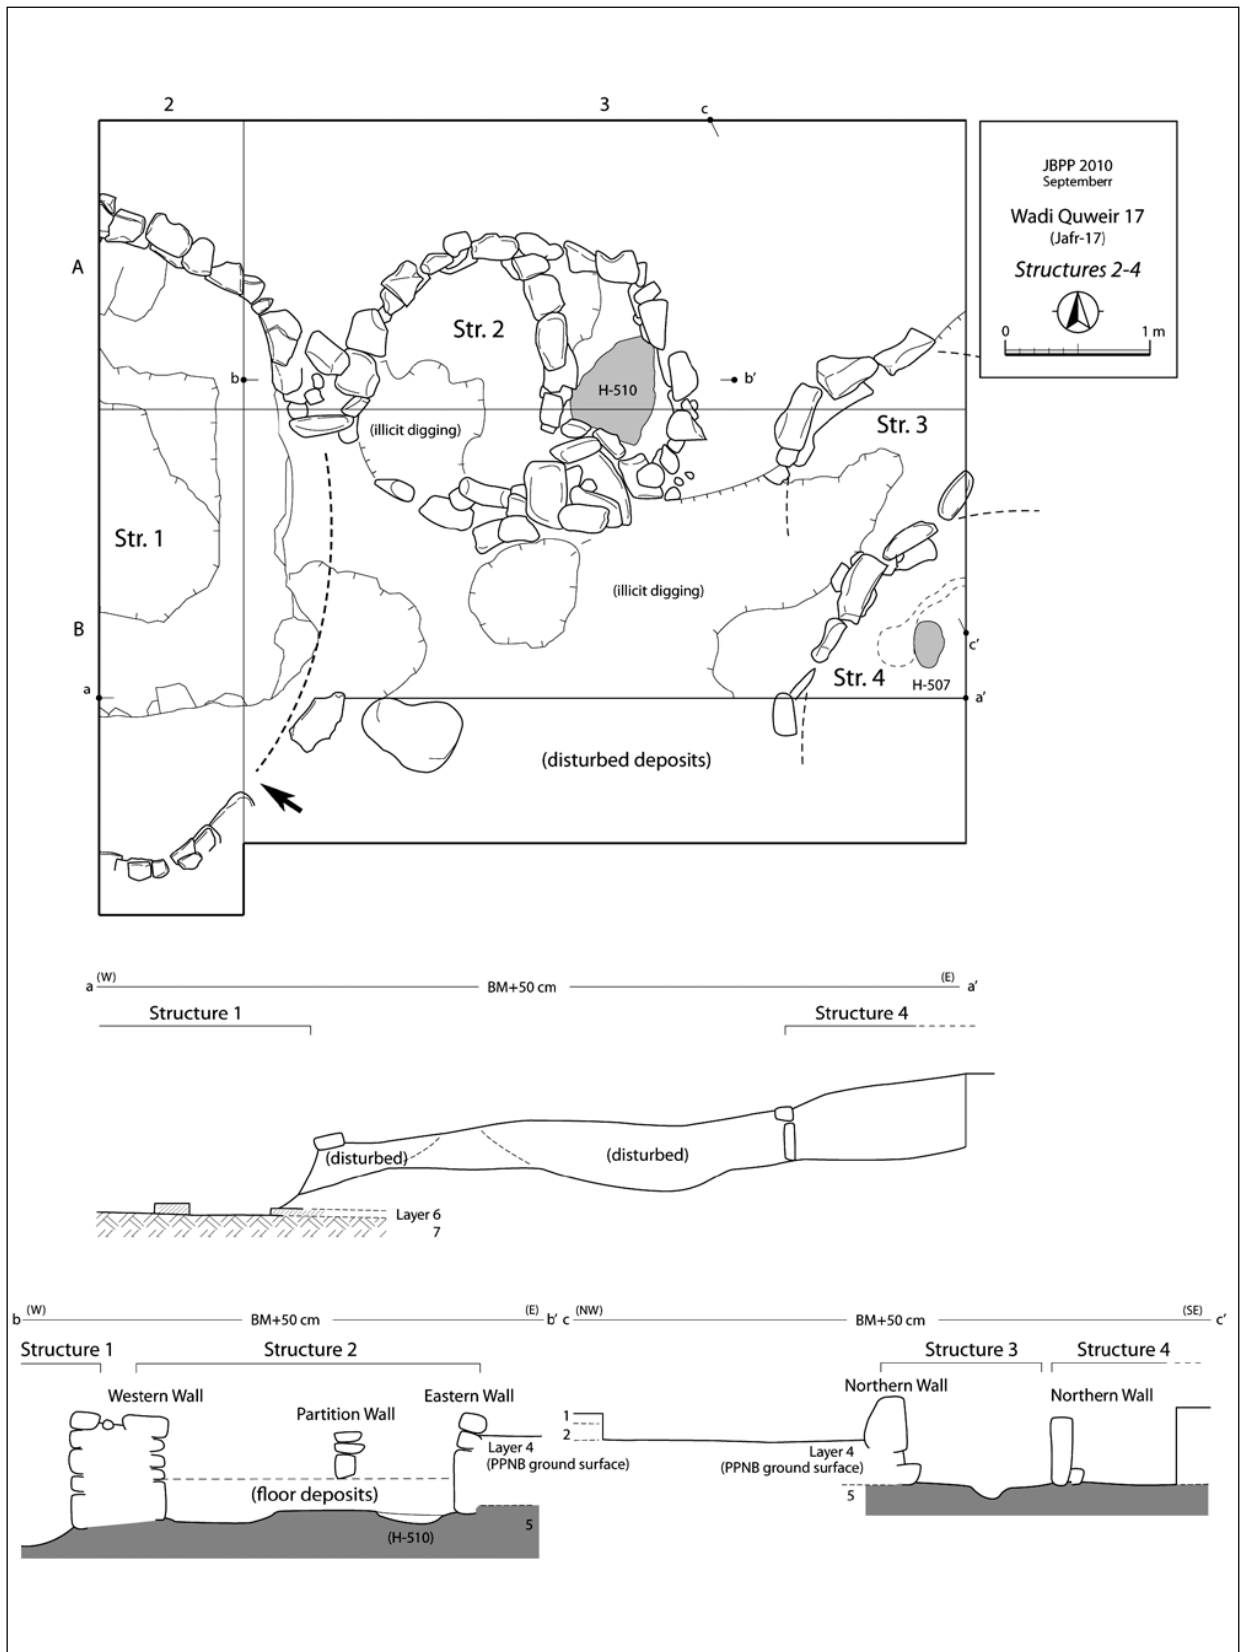 2
3
c
JBPP 2010
Septemberr
Wadi Quweir 17
(Jafr-17)
Structures 2-4
0
1 m
A
Str. 2
b
b'
H-510
Str. 3
(illicit digging)
Str. 1
(illicit digging)
B
c'
Str. 4
H-507
a
a'
(disturbed deposits)
a (W)
BM+50 cm
(E) a'
Structure 1
Structure 4
(disturbed)
(disturbed)
Layer 6
7
b (W)
BM+50 cm
(E) b'
Structure 1
Structure 2
Western Wall
Partition Wall
Eastern Wall
Layer 4
(PPNB ground surface)
(floor deposits)
5
(H-510)
c (NW)
BM+50 cm
(SE) c'
Structure 3
Structure 4
Northern Wall
Northern Wall
1
2
Layer 4
(PPNB ground surface)
5